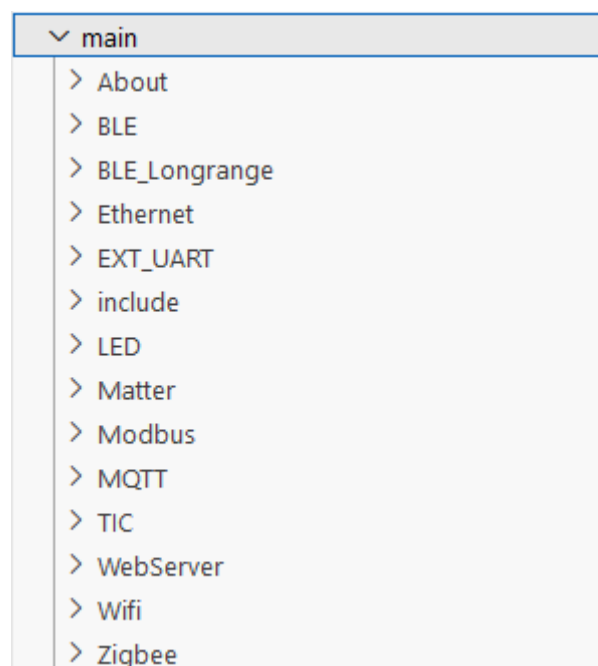 main
About
BLE
BLE_Longrange
Ethernet
EXT_UART
include
LED
Matter
Modbus
MQTT
TIC
WebServer
Wifi
Zigbee